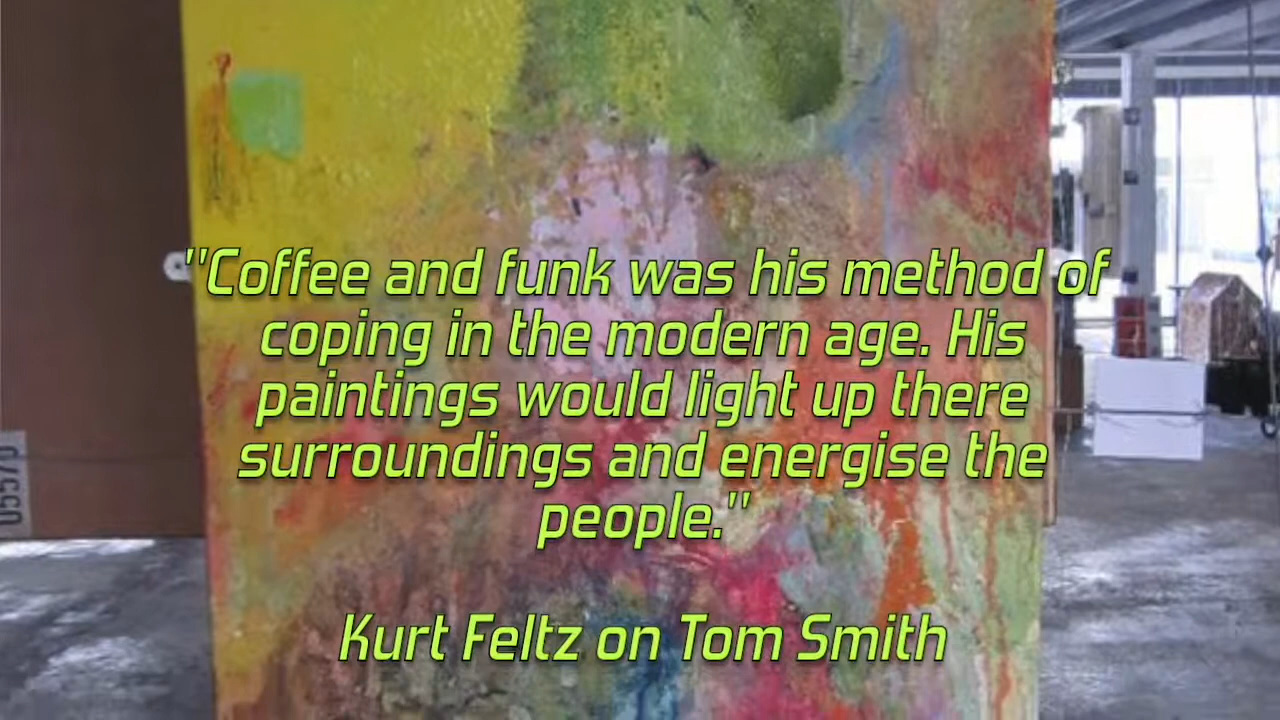 "Coffee and funk was his method of
coping in the modern age. His
paintings would light up there
surroundings and energise the
people."
Kurt Feltz on Tom Smith
05570